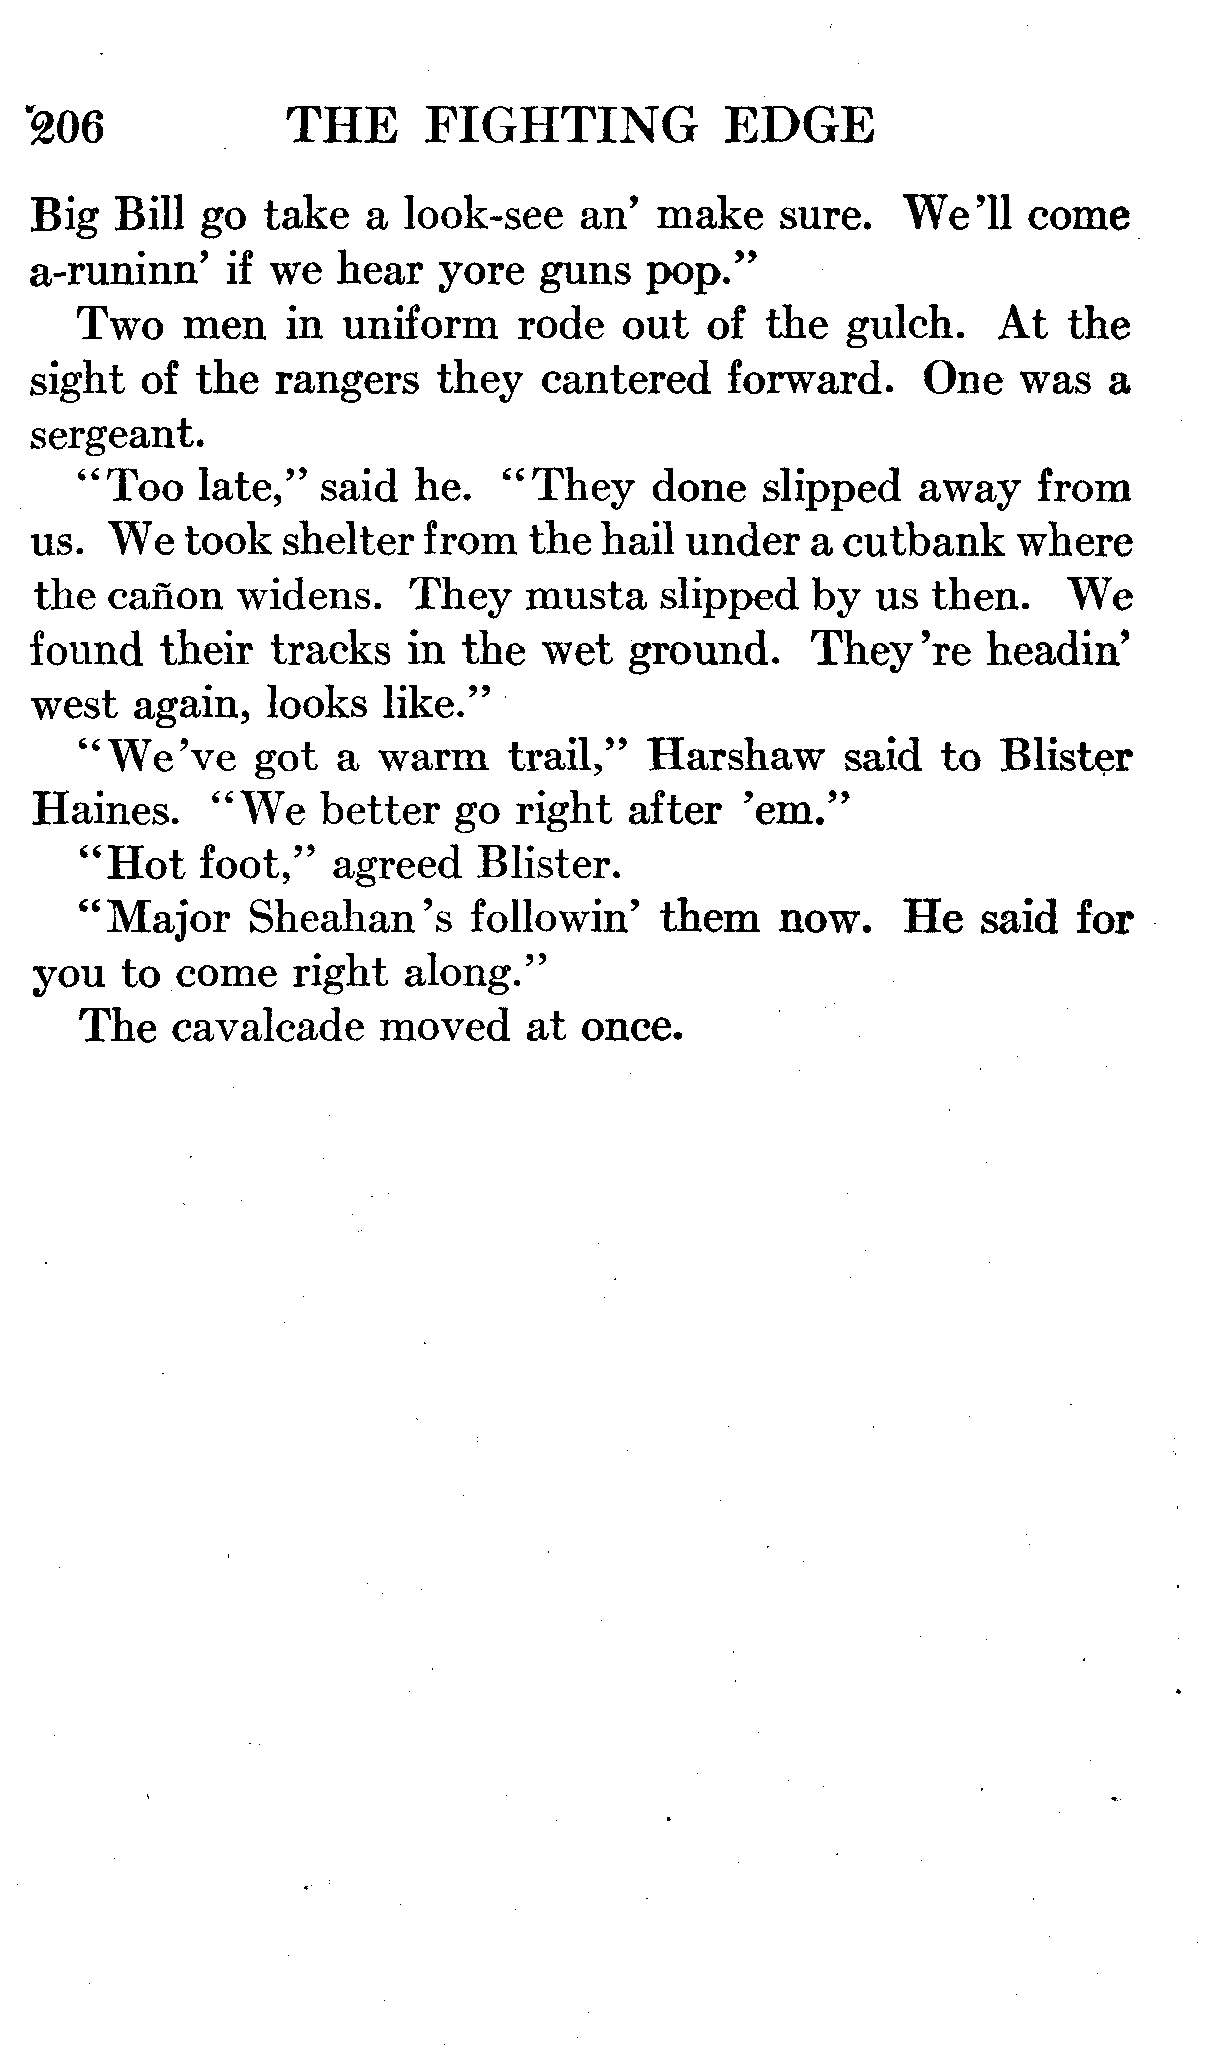 206 THE FIGHTING EDGE
Big Bill go take a look-see an' make sure. We'll come
a-runinn' if we hear yore guns pop."
Two men in uniform rode out of the gulch. At the
sight of the rangers they cantered forward. One was a
sergeant.
"Too late," said he. "They done slipped away from
us. We took shelter from the hail under a cutbank where
the cañon widens. They musta slipped by us then. We
found their tracks in the wet ground. They're headin'
west again, looks like."
"We've got a warm trail," Harshaw said to Blister
Haines. "We better go right after 'em."
"Hot foot," agreed Blister.
"Major Sheahan's followin' them now. He said for
you to come right along."
The cavalcade moved at once.